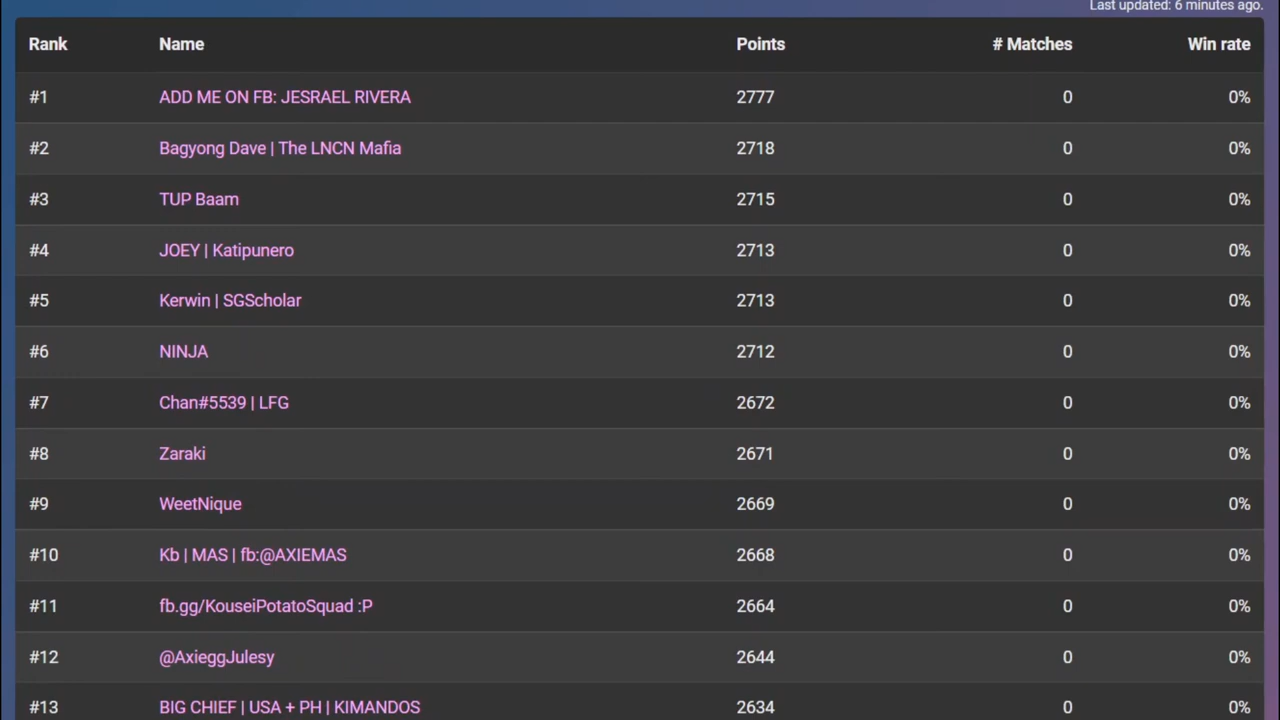 Last updated: 6 minutes ago.
Rank Name Points # Matches Win rate
#1 ADD ME ON FB: JESRAEL RIVERA 2777 0 0%
#2 Bagyong Dave | The LNCN Mafia 2718 0 0%
#3 TUP Baam 2715 0 0%
#4 JOEY | Katipunero 2713 0 0%
#5 Kerwin | SGScholar 2713 0 0%
#6 NINJA 2712 0 0%
#7 Chan#5539 | LFG 2672 0 0%
#8 Zaraki 2671 0 0%
#9 WeetNique 2669 0 0%
#10 Kb | MAS | fb:@AXIEMAS 2668 0 0%
#11 fb.gg/KouseiPotatoSquad :P 2664 0 0%
#12 @AxieggJulesy 2644 0 0%
#13 BIG CHIEF | USA + PH | KIMANDOS 2634 0 0%